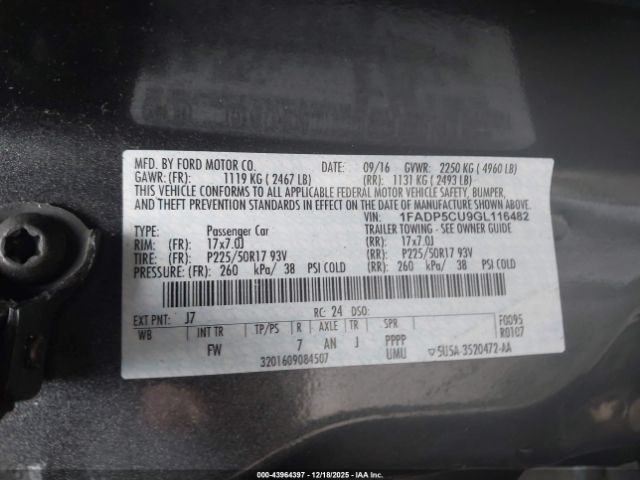 MFD. BY FORD MOTOR CO. 09/16 GVWR: 2250 KG ( 4960 LB)
GAWR: (FR): 1119 KG ( 2467 LB) (RR): 1131 KG ( 2493 LB)
THIS VEHICLE CONFORMS TO ALL APPLICABLE FEDERAL MOTOR VEHICLE SAFETY, BUMPER,
AND THEFT PREVENTION STANDARDS IN EFFECT ON THE DATE OF MANUFACTURE SHOWN ABOVE.
VIN: 1FADP5CU9GL116482
TYPE: Passenger Car TRAILER TOWING - SEE OWNER GUIDE
RIM: (FR): 17x7.0J (RR): 17x7.0J
TIRE: (FR): P225/50R17 93V (RR): P225/50R17 93V
PRESSURE: (FR): 260 kPa/ 38 PSI COLD (RR): 260 kPa/ 38 PSI COLD
EXT PNT: J7 RC: 24 DSO: F0095
WB INT TR TP/PS R AXLE TR SPR R0107
FW 7 AN J PPPP
3201609084507 UMU ▽5U5A-3520472-AA
© 43964397 - 12/18/2025 - IAA Holdings, LLC